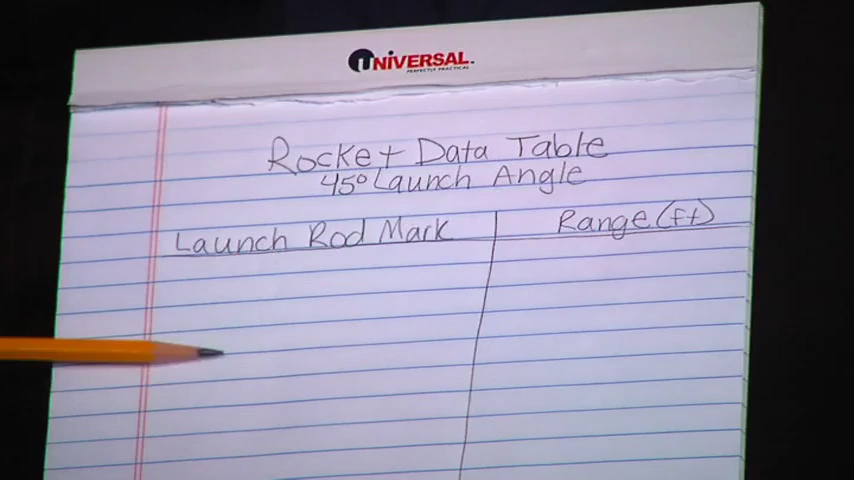 UNIVERSAL.
PERFECTLY PRACTICAL
Rocket Data Table
45° Launch Angle
Launch Rod Mark
Range (ft)